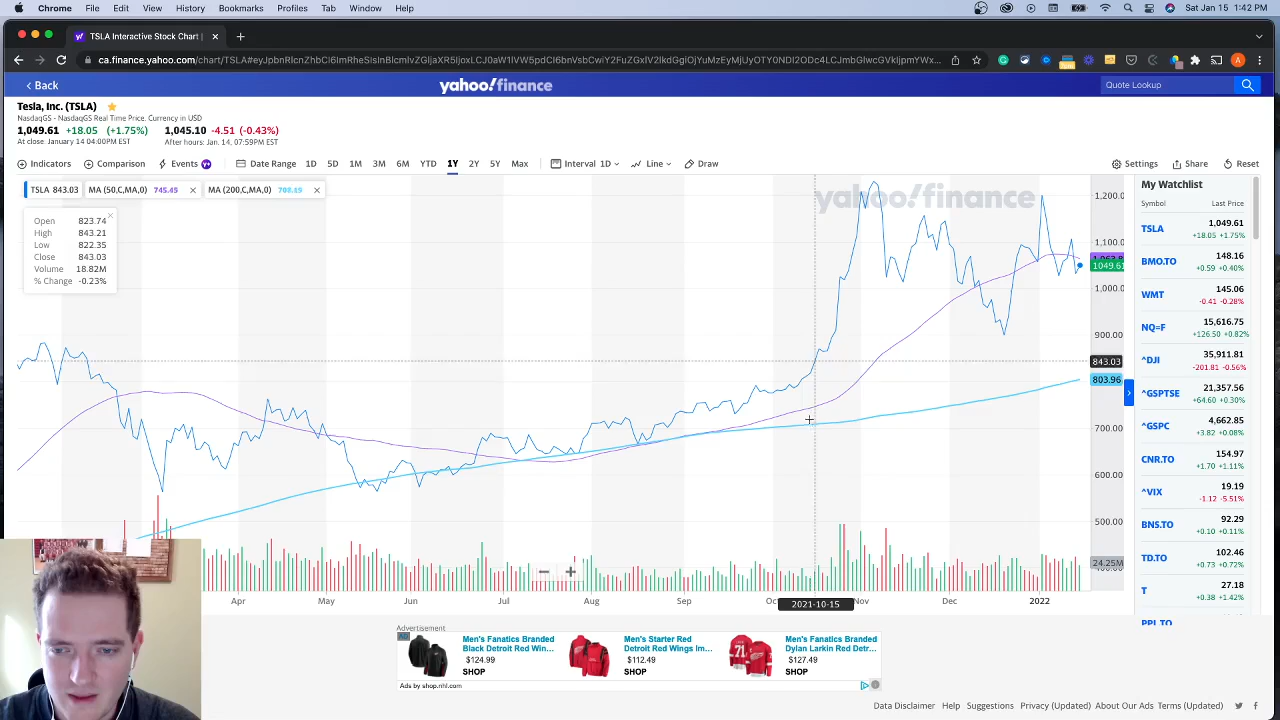 Chrome File Edit View History Bookmarks Profiles Tab Window Help Sat Jan 15 1:42 PM
TSLA Interactive Stock Chart |
ca.finance.yahoo.com
Back
yahoo!finance
Quote Lookup
Tesla, Inc. (TSLA)
NasdaqGS - NasdaqGS Real Time Price. Currency in USD
1,049.61 +18.05 (+1.75%) 1,045.10 -4.51 (-0.43%)
At close: January 14 04:00PM EST After hours: Jan. 14, 07:59PM EST
Indicators Comparison Events Date Range 1D 5D 1M 3M 6M YTD 1Y 2Y 5Y Max Interval 1D Line Draw Settings Share Reset
TSLA 843.03 MA (50,C,MA,0) 745.45 MA (200,C,MA,0) 708.19
Open 823.74
High 843.21
Low 822.35
Close 843.03
Volume 18.82M
% Change -0.23%
yahoo!finance
1,200.
1,100.0
1049.61
1,000.0
900.00
843.03
803.96
700.00
600.00
500.00
24.25M
Apr May Jun Jul Aug Sep 2021-10-15 Nov Dec 2022
My Watchlist
Symbol Last Price
TSLA 1,049.61
+18.05 +1.75%
BMO.TO 148.16
+0.59 +0.40%
WMT 145.06
-0.41 -0.28%
NQ=F 15,616.75
+126.50 +0.82%
^DJI 35,911.81
-201.81 -0.56%
^GSPTSE 21,357.56
+64.60 +0.30%
^GSPC 4,662.85
+3.82 +0.08%
CNR.TO 154.97
+1.70 +1.11%
^VIX 19.19
-1.12 -5.51%
BNS.TO 92.29
+0.10 +0.11%
TD.TO 102.46
+0.73 +0.72%
T 27.18
+0.38 +1.42%
PPL.TO
Advertisement
AD
Men's Fanatics Branded
Black Detroit Red Win...
$124.99
SHOP
Men's Starter Red
Detroit Red Wings Im...
$112.49
SHOP
Men's Fanatics Branded
Dylan Larkin Red Detr...
$127.49
SHOP
Ads by shop.nhl.com
Data Disclaimer Help Suggestions Privacy (Updated) About Our Ads Terms (Updated)